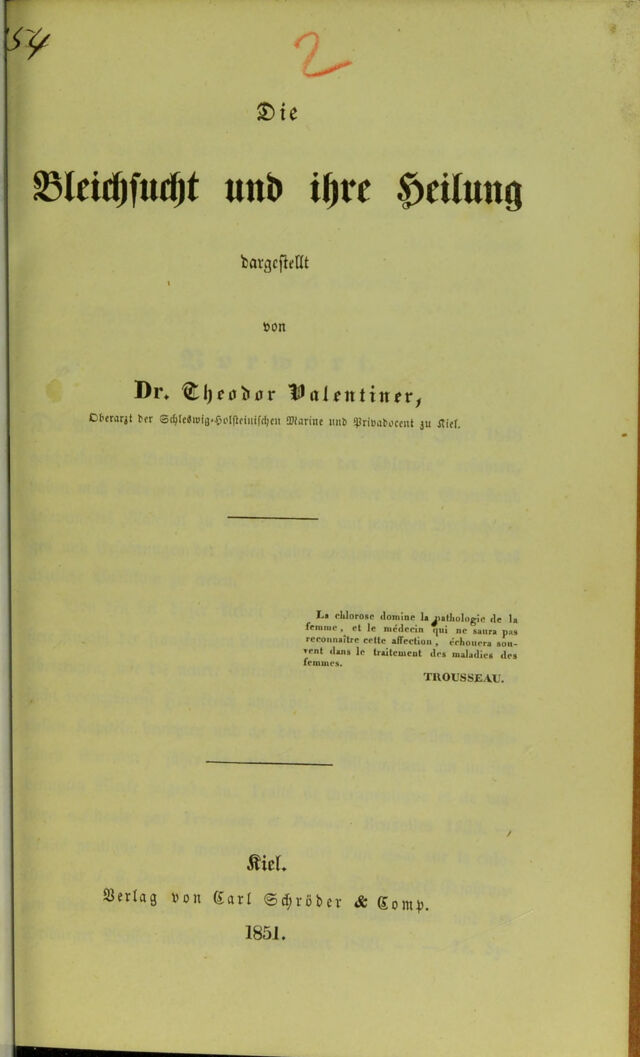 54
2
Die
Bleichsucht und ihre Heilung
dargestellt
von
Dr. Theodor Valentiner,
Oberarzt der Schleswig-Holsteinischen Marine und Privatdocent zu Kiel.
La chlorose domine la pathologie de la
femme, et le médecin qui ne saura pas
reconnaître cette affection, échouera sou-
vent dans le traitement des maladies des
femmes.
TROUSSEAU.
Kiel.
Verlag von Carl Schröder & Comp.
1851.